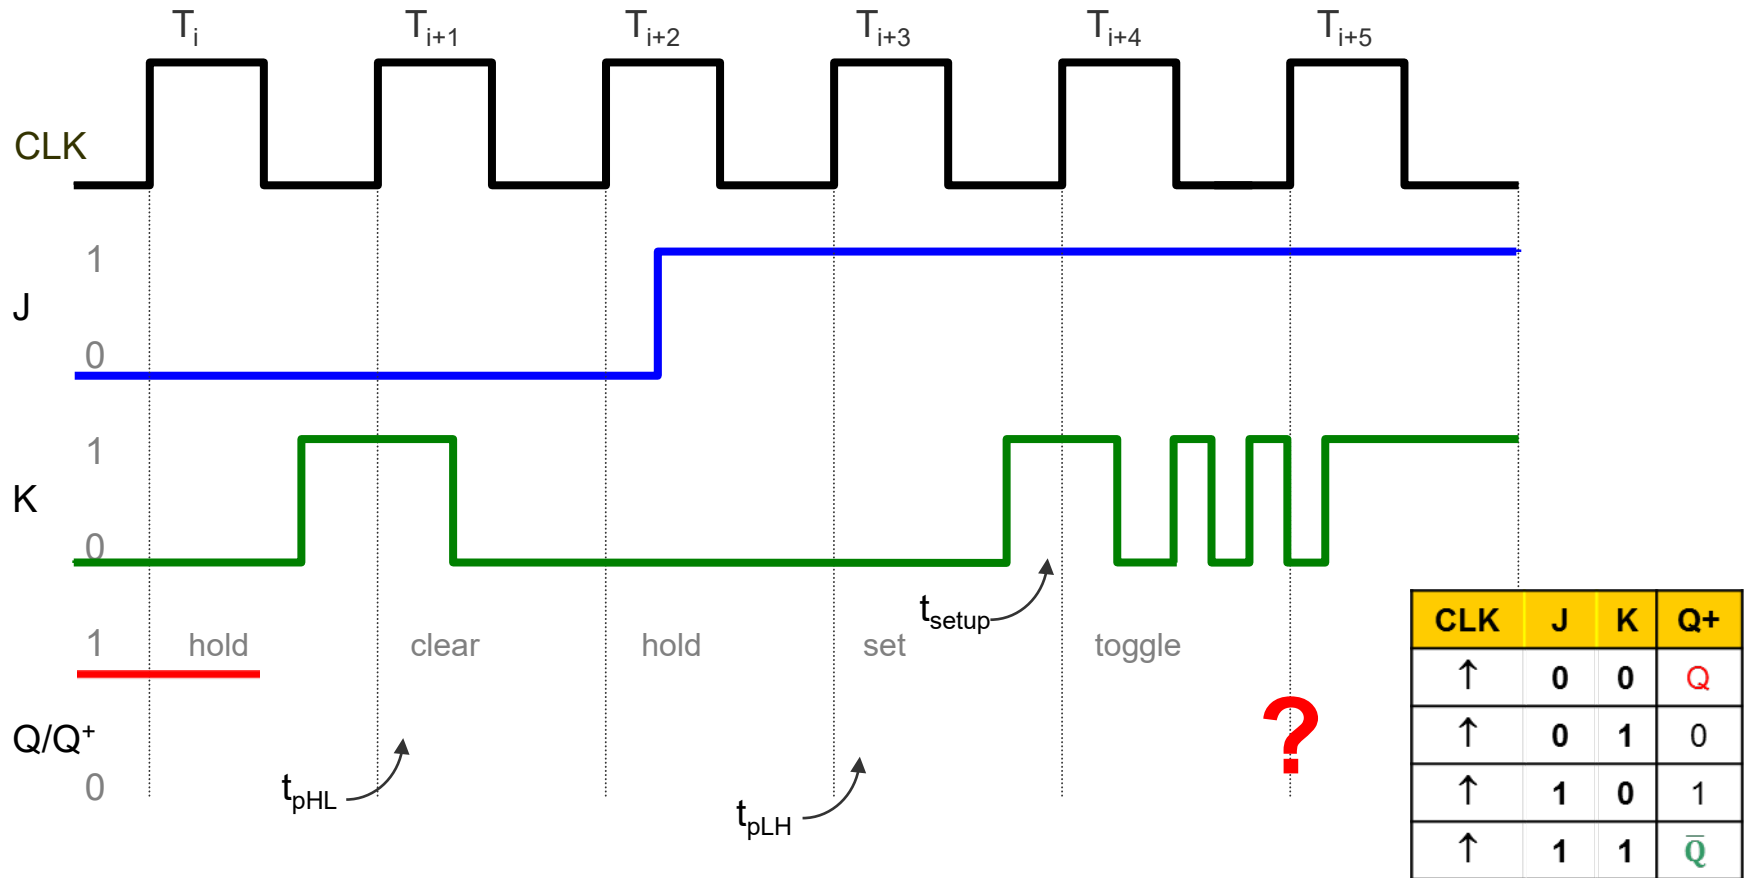 Ti Ti+1 Ti+2 Ti+3 Ti+4 Ti+5
CLK
1
J
0
1
K
0
tsetup
1 hold clear hold set toggle
?
Q/Q+
0
tpHL
tpLH
CLK J K Q+
↑ 0 0 Q
↑ 0 1 0
↑ 1 0 1
↑ 1 1 Q̅